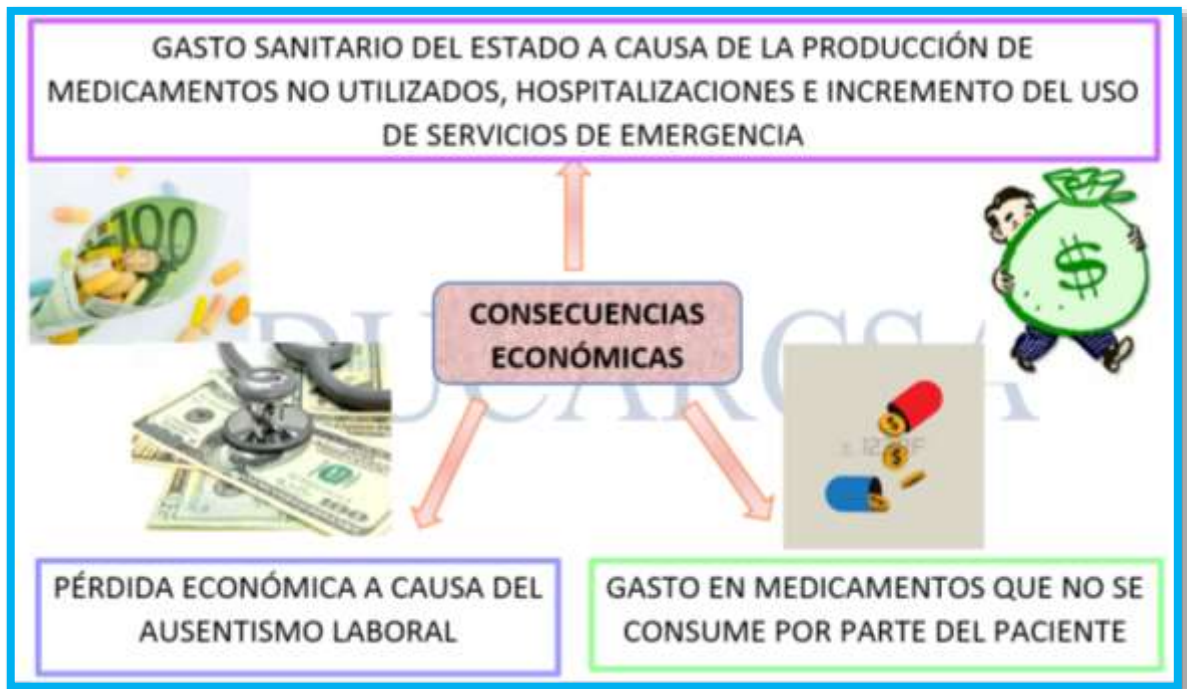 GASTO SANITARIO DEL ESTADO A CAUSA DE LA PRODUCCIÓN DE
MEDICAMENTOS NO UTILIZADOS, HOSPITALIZACIONES E INCREMENTO DEL USO
DE SERVICIOS DE EMERGENCIA
100
$
CONSECUENCIAS
ECONÓMICAS
100
$
PÉRDIDA ECONÓMICA A CAUSA DEL
AUSENTISMO LABORAL
GASTO EN MEDICAMENTOS QUE NO SE
CONSUME POR PARTE DEL PACIENTE